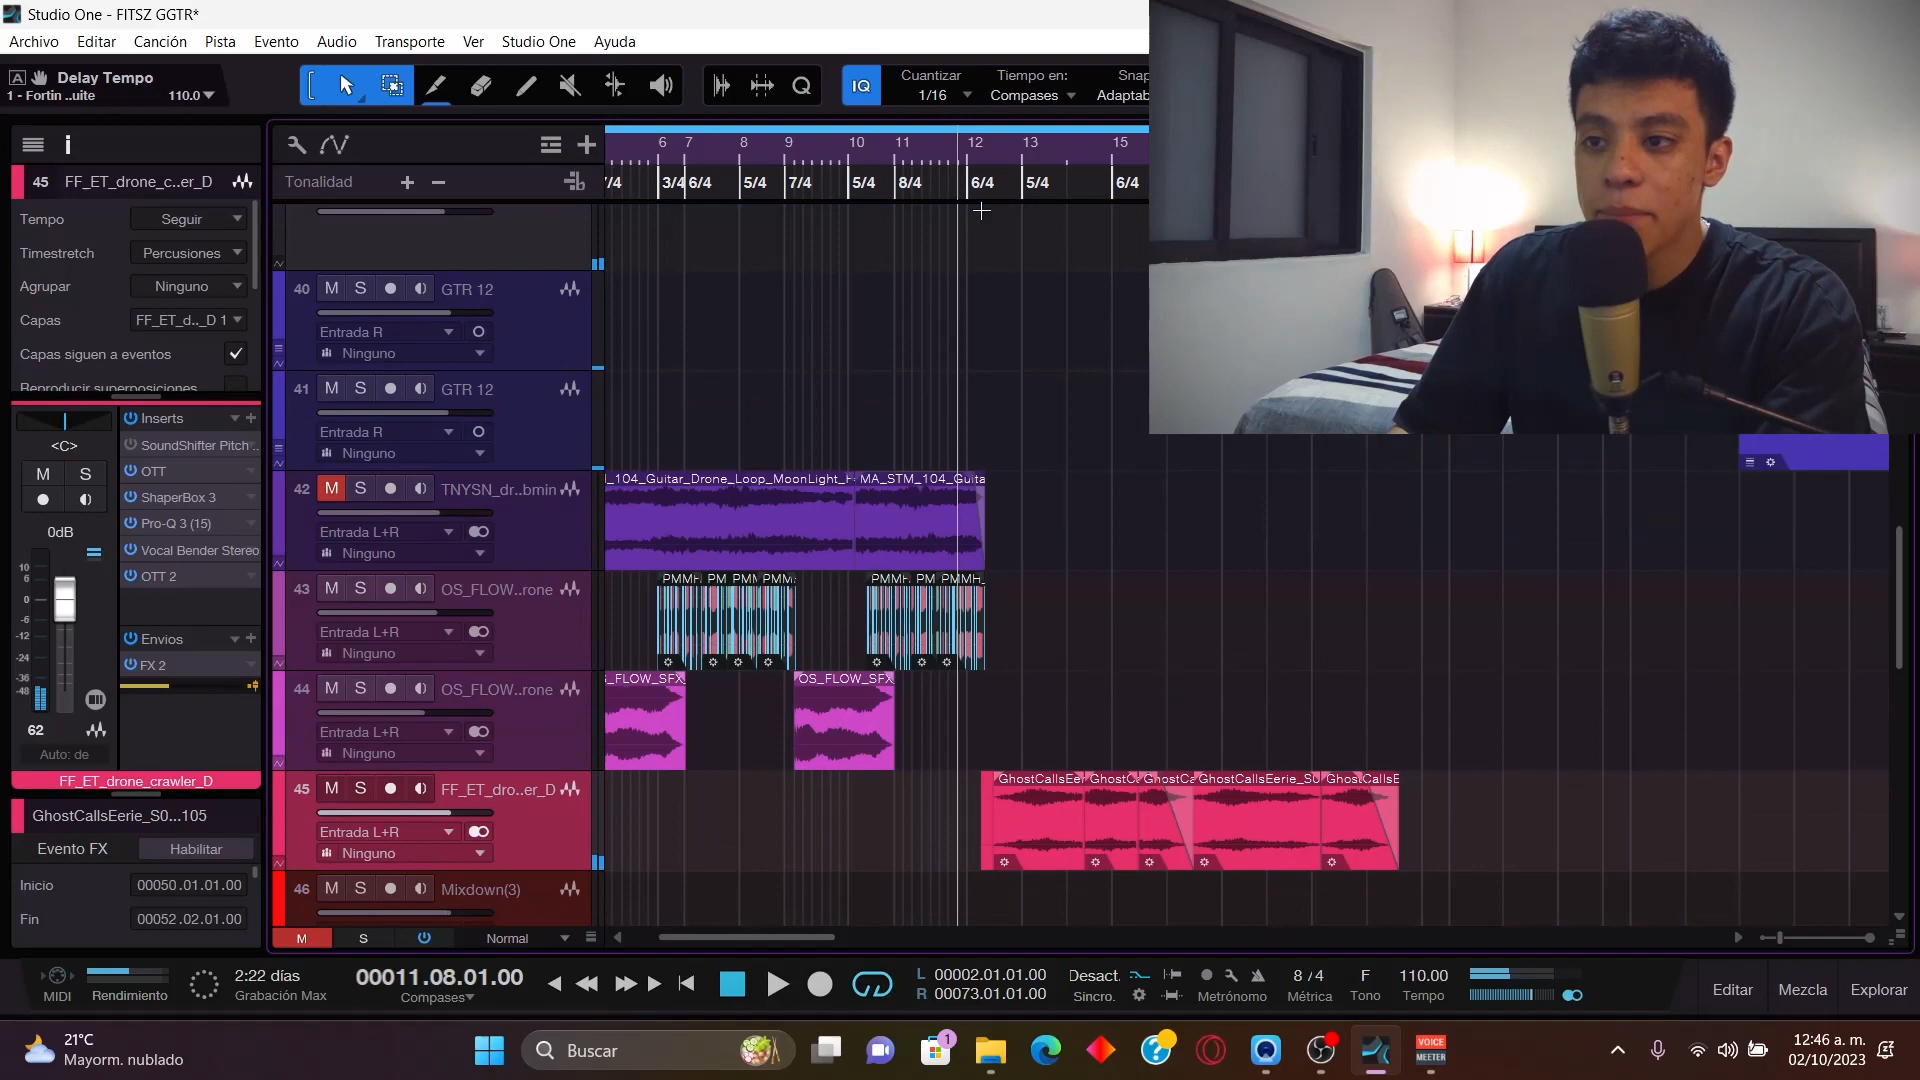 Studio One - FITSZ GGTR*
Archivo Editar Canción Pista Evento Audio Transporte Ver Studio One Ayuda
Delay Tempo
1 - Fortin ..uite 110.0
IQ
Cuantizar Tiempo en: Snap
1/16 Compases Adaptab
45 FF_ET_drone_c..er_D
Tempo Seguir
Timestretch Percusiones
Agrupar Ninguno
Capas FF_ET_d.._D 1
Capas siguen a eventos
Reproducir superposiciones
6 7 8 9 10 11 12 13 15
Tonalidad
/4 3/4 6/4 5/4 7/4 5/4 8/4 6/4 5/4 6/4
40 M S GTR 12
Entrada R
Ninguno
41 M S GTR 12
Entrada R
Ninguno
42 M S TNYSN_dr..bmin
Entrada L+R
Ninguno
43 M S OS_FLOW..rone
Entrada L+R
Ninguno
44 M S OS_FLOW..rone
Entrada L+R
Ninguno
45 M S FF_ET_dro..er_D
Entrada L+R
Ninguno
46 M S Mixdown(3)
M S Normal
_104_Guitar_Drone_Loop_MoonLight_ MA_STM_104_Guita
PMMH PM PMM PMM PMMH PM PMMH_
_FLOW_SFX OS_FLOW_SFX
GhostCallsEer GhostC GhostCa GhostCallsEerie_S0 GhostCallsE
Inserts
<C>
SoundShifter Pitch ..
M S
OTT
ShaperBox 3
Pro-Q 3 (15)
0dB
Vocal Bender Stereo
OTT 2
10
6
0
-6
-12
-24
-36
-48
Envios
FX 2
62
Auto: de
FF_ET_drone_crawler_D
GhostCallsEerie_S0...105
Evento FX Habilitar
Inicio 00050.01.01.00
Fin 00052.02.01.00
MIDI
Rendimiento
2:22 días
Grabación Max
00011.08.01.00
Compases
L 00002.01.01.00
R 00073.01.01.00
Desact.
Sincro.
Metrónomo
8 / 4
Métrica
F
Tono
110.00
Tempo
Editar Mezcla Explorar
21°C
Mayorm. nublado
Buscar
1
VOICE
MEETER
12:46 a. m.
02/10/2023